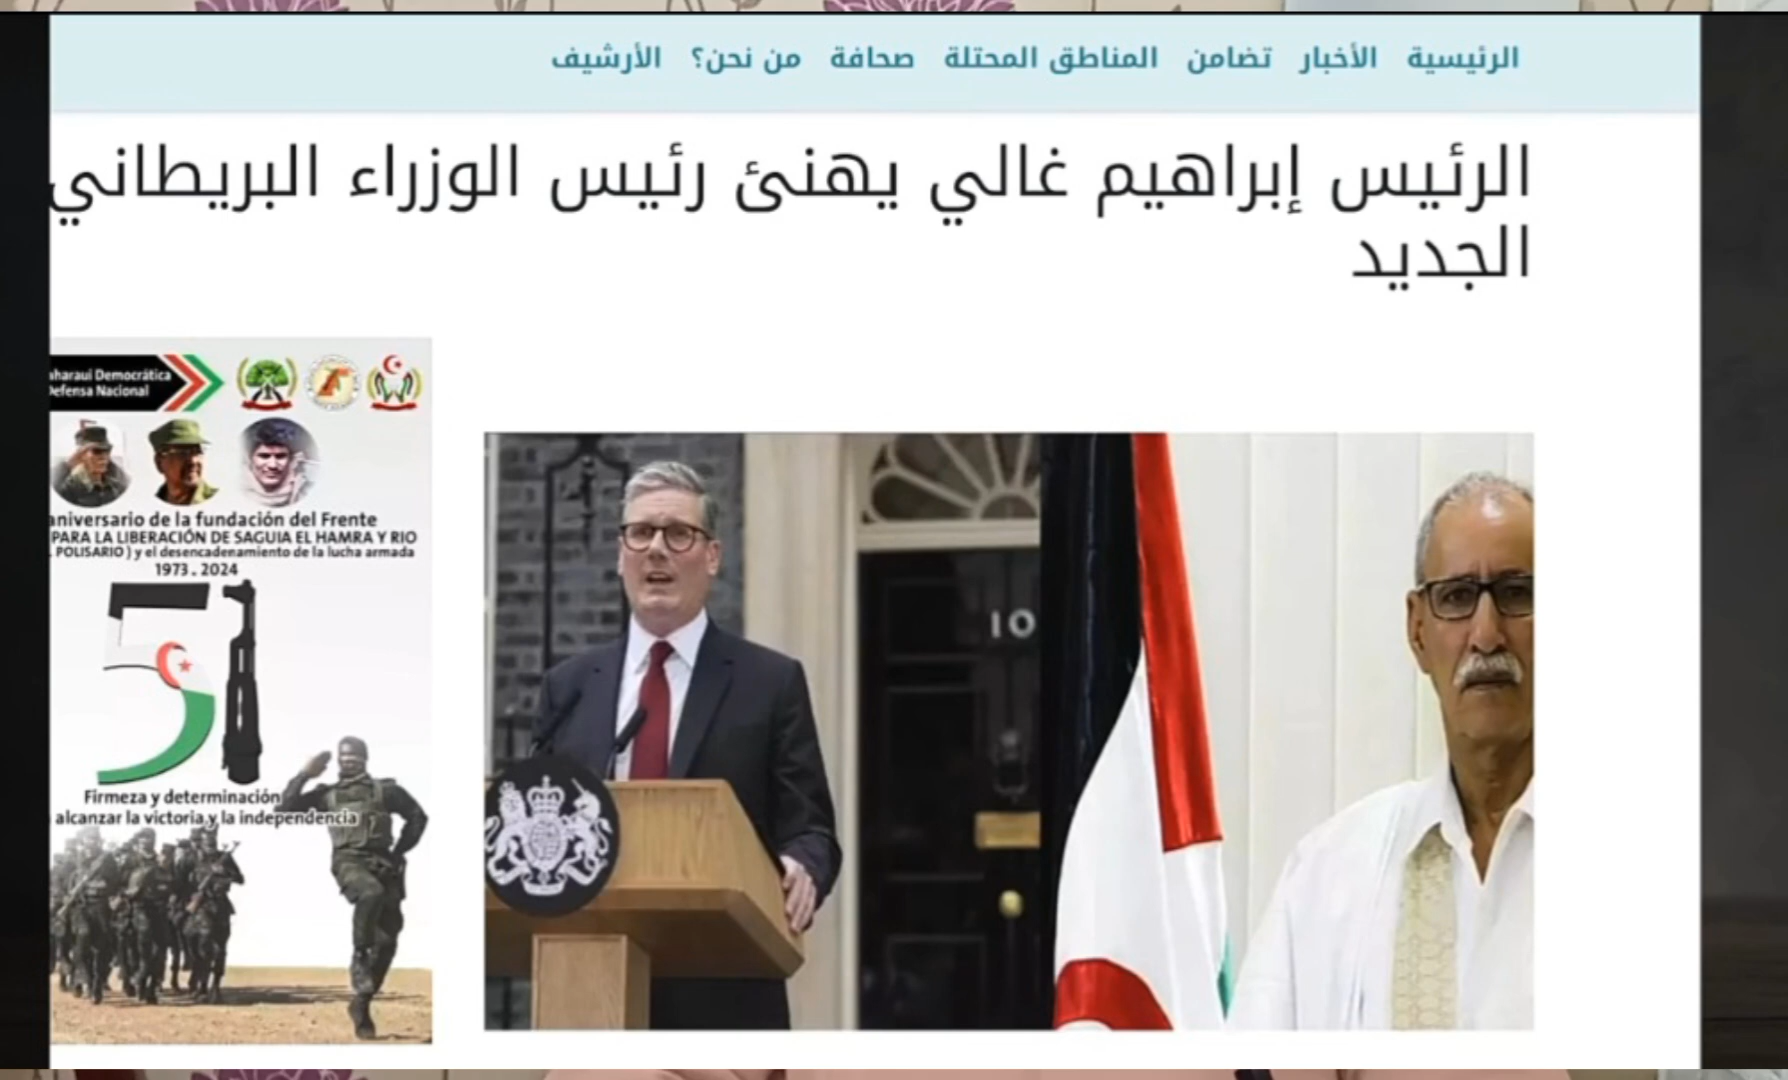 الرئيسية الأخبار تضامن المناطق المحتلة صحافة من نحن؟ الأرشيف
الرئيس إبراهيم غالي يهنئ رئيس الوزراء البريطاني
الجديد
Democrática
Nacional
aniversario de la fundación del Frente
PARA LA LIBERACIÓN DE SAGUIA EL HAMRA Y RIO
POLISARIO ) y el desencadenamiento de la lucha armada
1973 . 2024
51
Firmeza y determinación
alcanzar la victoria y la independencia
10